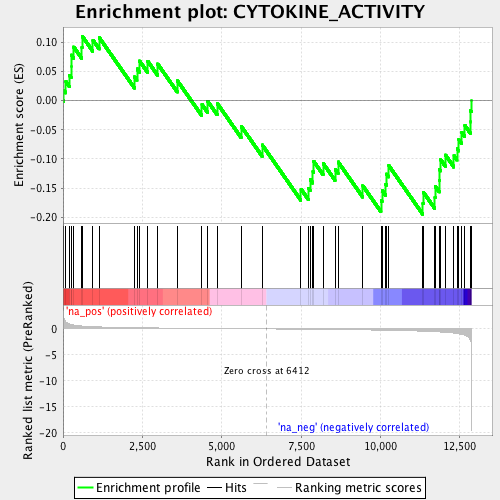 Enrichment plot: CYTOKINE_ACTIVITY
Enrichment score (ES)
0.10
0.05
0.00
-0.05
-0.10
-0.15
-0.20
'na_pos' (positively correlated)
Ranked list metric (PreRanked)
0
-5
-10
-15
-20
Zero cross at 6412
'na_neg' (negatively correlated)
0
2,500
5,000
7,500
10,000
12,500
Rank in Ordered Dataset
Enrichment profile
Hits
Ranking metric scores